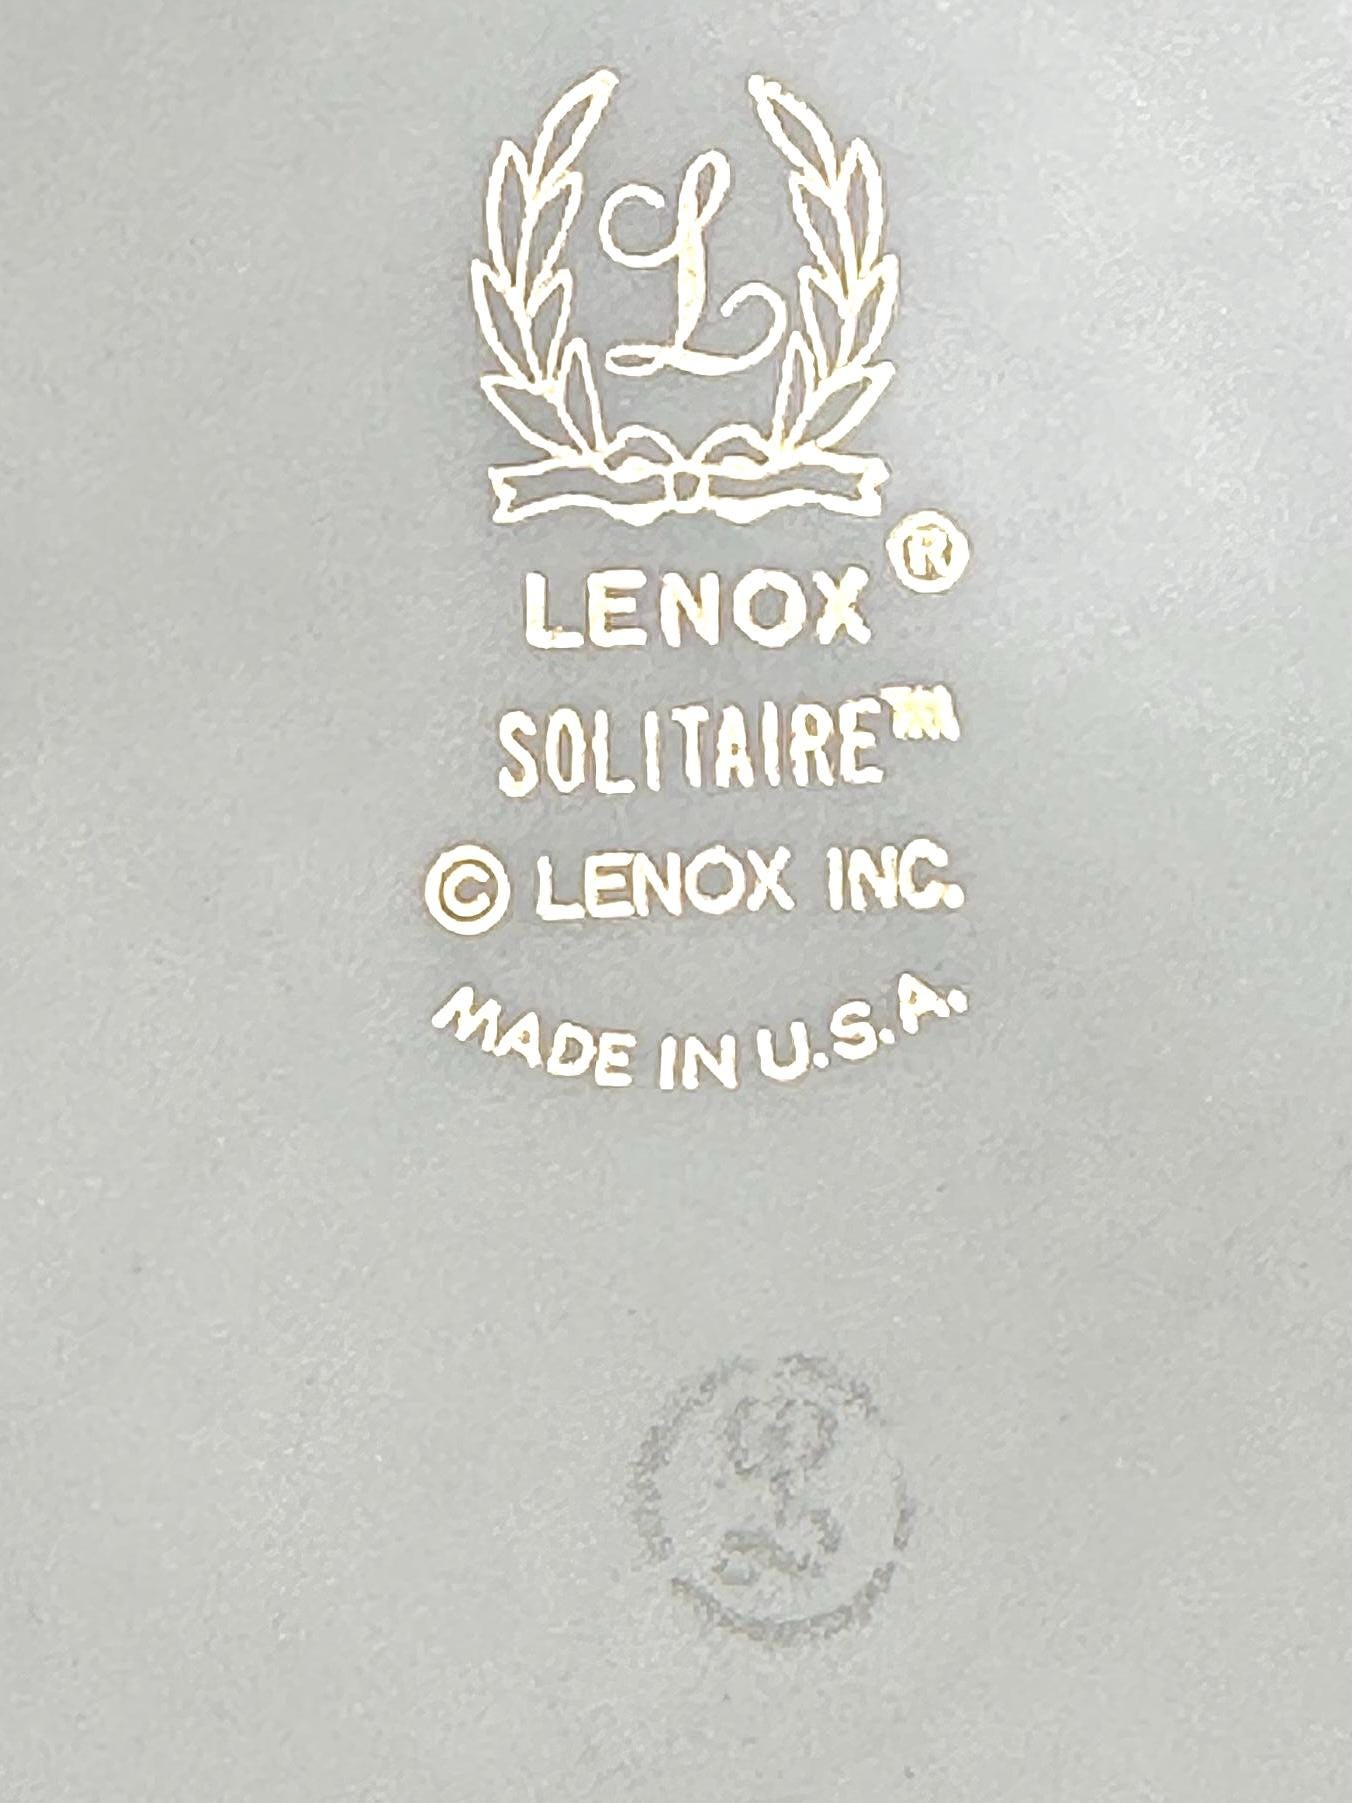 L
LENOX®
SOLITAIRE™
© LENOX INC.
MADE IN U.S.A.